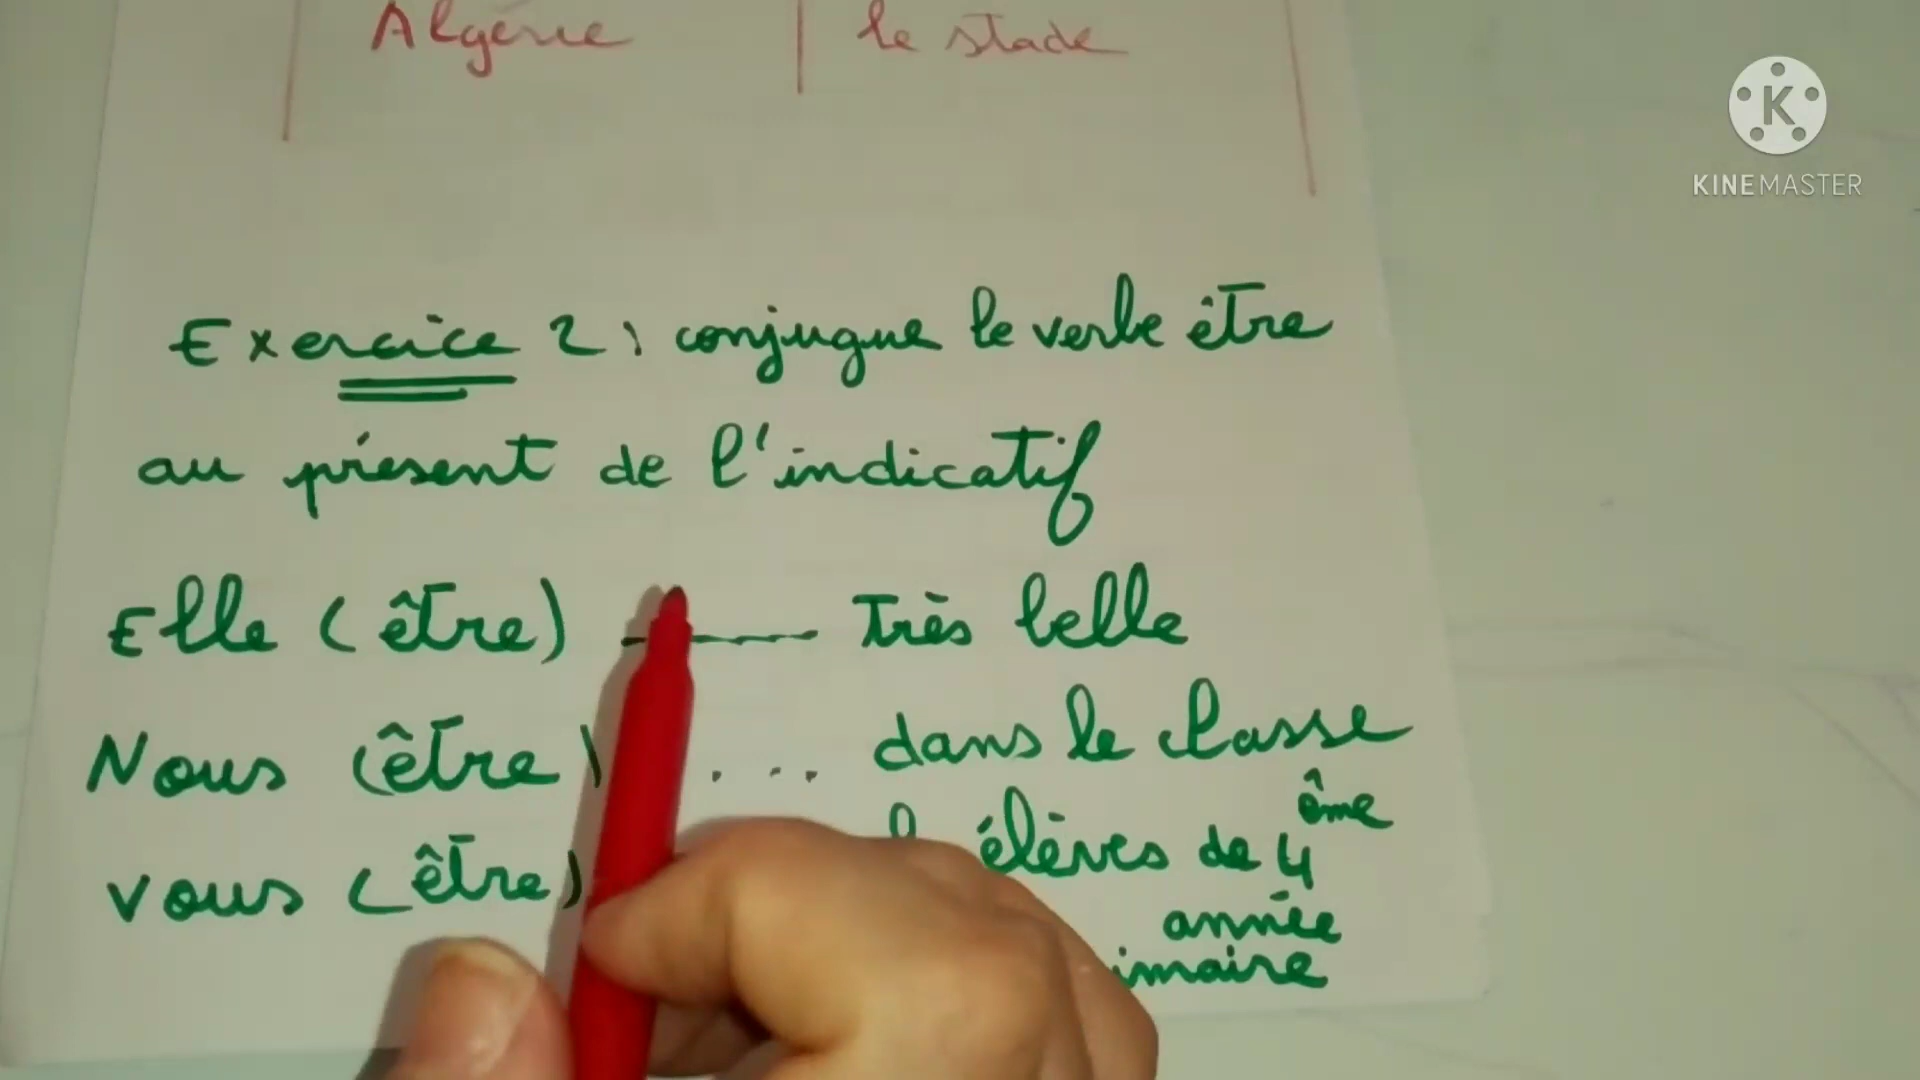 Algérie le stade
K
KINEMASTER
Exercice 2 : conjugue le verbe être
au présent de l'indicatif
Elle (être) très belle
Nous (être) ... dans le classe
Vous (être) élèves de 4 ème
année
imaire